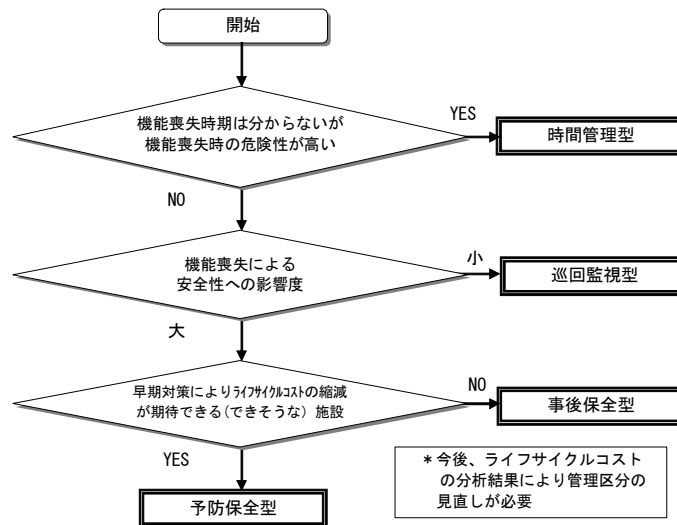 開始
機能喪失時期は分からないが
機能喪失時の危険性が高い
YES
時間管理型
NO
機能喪失による
安全性への影響度
小
巡回監視型
大
早期対策によりﾗｲﾌｻｲｸﾙｺｽﾄの縮減
が期待できる(できそうな) 施設
NO
事後保全型
YES
予防保全型
*今後、ライフサイクルコスト
の分析結果により管理区分の
見直しが必要